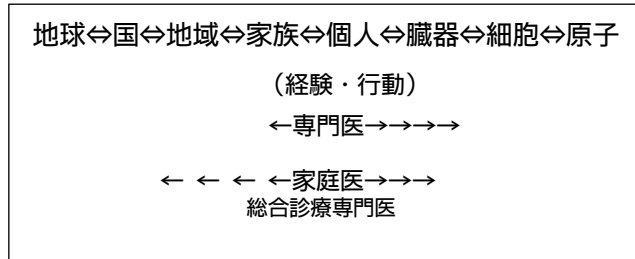 地球⇔国⇔地域⇔家族⇔個人⇔臓器⇔細胞⇔原子
（経験・行動）
←専門医→→→→
← ← ← ←家庭医→→→
総合診療専門医